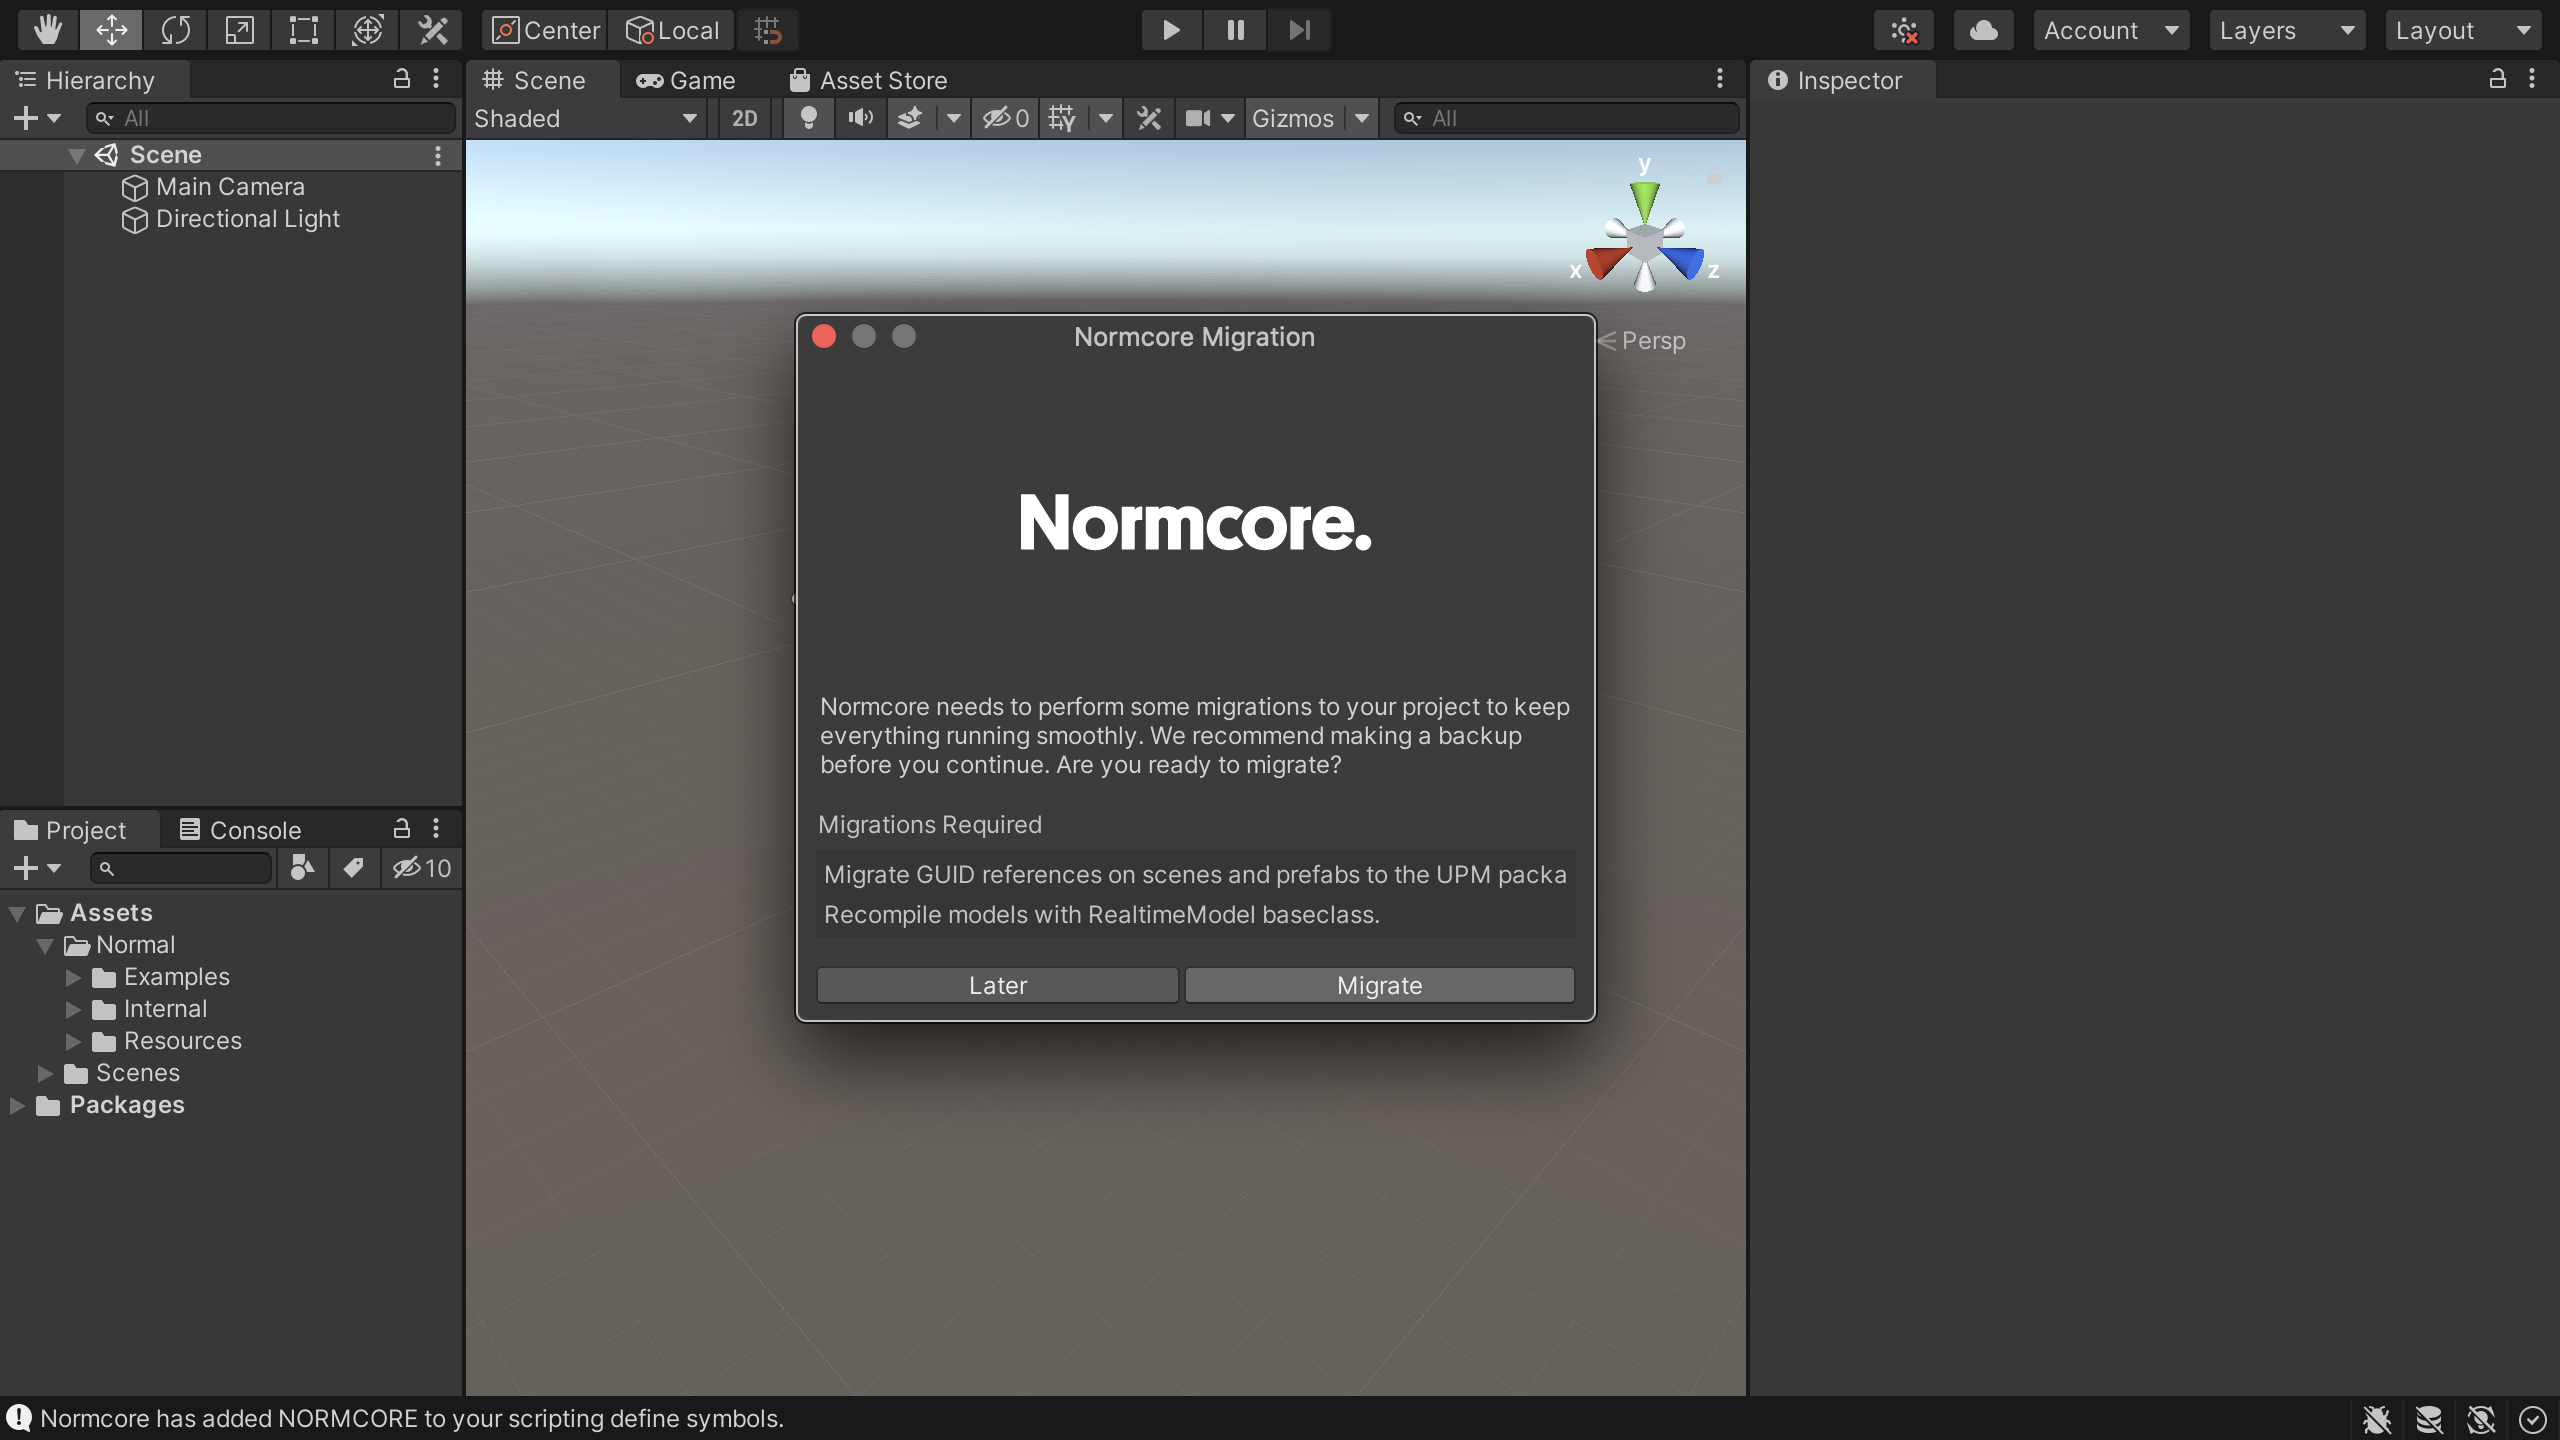 Center
Local
Account
Layers
Layout
Hierarchy
All
Scene
Main Camera
Directional Light
Scene
Game
Asset Store
Shaded
2D
0
Gizmos
All
y
x
z
Persp
Inspector
Normcore Migration
Normcore.
Normcore needs to perform some migrations to your project to keep
everything running smoothly. We recommend making a backup
before you continue. Are you ready to migrate?
Migrations Required
Migrate GUID references on scenes and prefabs to the UPM packa
Recompile models with RealtimeModel baseclass.
Later
Migrate
Project
Console
10
Assets
Normal
Examples
Internal
Resources
Scenes
Packages
Normcore has added NORMCORE to your scripting define symbols.